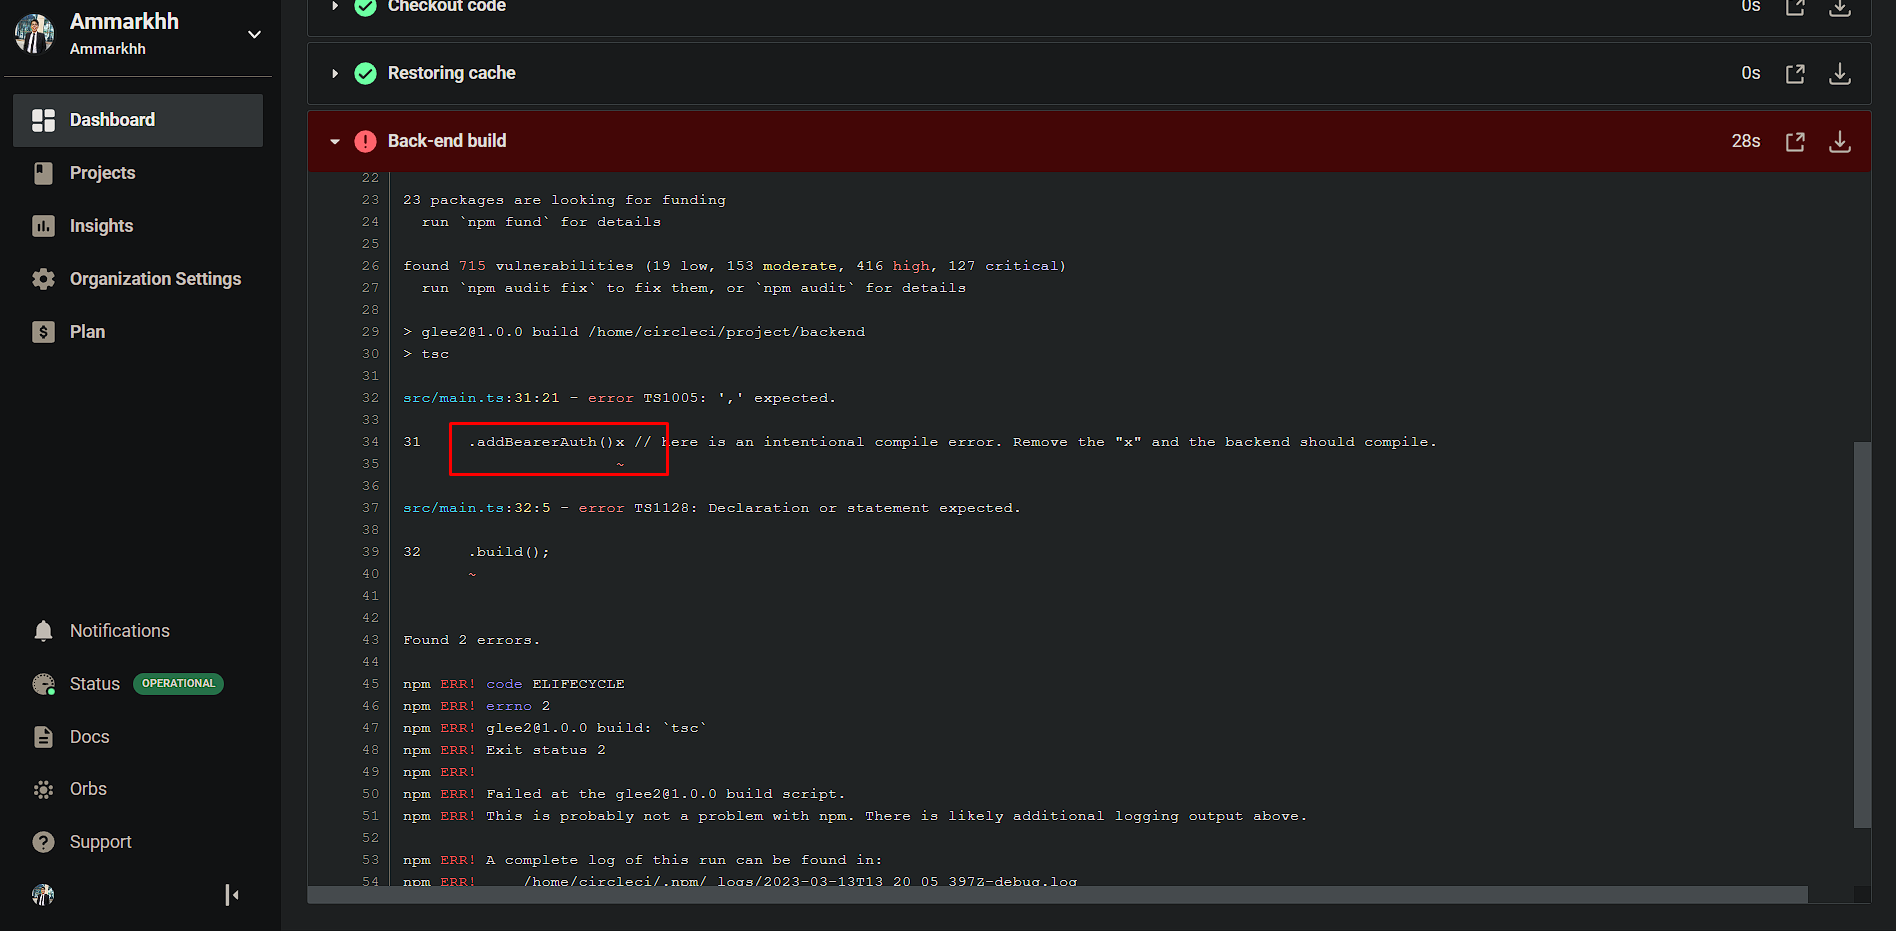 Ammarkhh
Ammarkhh
Dashboard
Projects
Insights
Organization Settings
Plan
Notifications
Status OPERATIONAL
Docs
Orbs
Support
Checkout code 0s
Restoring cache 0s
Back-end build 28s
22
23 23 packages are looking for funding
24 run `npm fund` for details
25
26 found 715 vulnerabilities (19 low, 153 moderate, 416 high, 127 critical)
27 run `npm audit fix` to fix them, or `npm audit` for details
28
29 > glee2@1.0.0 build /home/circleci/project/backend
30 > tsc
31
32 src/main.ts:31:21 - error TS1005: ',' expected.
33
34 31 .addBearerAuth()x // here is an intentional compile error. Remove the "x" and the backend should compile.
35 ~
36
37 src/main.ts:32:5 - error TS1128: Declaration or statement expected.
38
39 32 .build();
40 ~
41
42
43 Found 2 errors.
44
45 npm ERR! code ELIFECYCLE
46 npm ERR! errno 2
47 npm ERR! glee2@1.0.0 build: `tsc`
48 npm ERR! Exit status 2
49 npm ERR!
50 npm ERR! Failed at the glee2@1.0.0 build script.
51 npm ERR! This is probably not a problem with npm. There is likely additional logging output above.
52
53 npm ERR! A complete log of this run can be found in:
54 npm ERR! /home/circleci/.npm/_logs/2023-03-13T13_20_05_397Z-debug.log